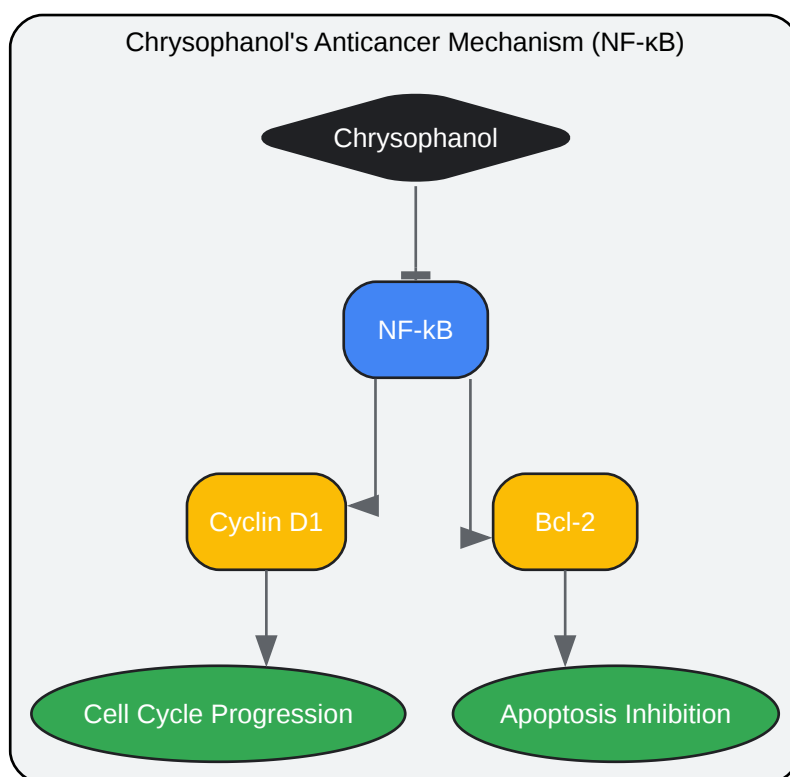 Chrysophanol's Anticancer Mechanism (NF-κB)
Chrysophanol
NF-kB
Cyclin D1
Bcl-2
Cell Cycle Progression
Apoptosis Inhibition